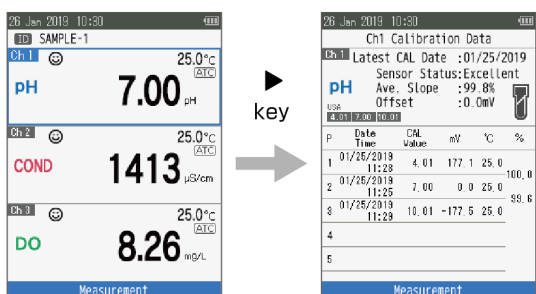 26 Jan 2019 10:30
ID SAMPLE-1
Ch 1 25.0°C
ATC
pH 7.00 pH
Ch 2 25.0°C
ATC
COND 1413 μS/cm
Ch 3 25.0°C
ATC
DO 8.26 mg/L
Measurement
▶
key
26 Jan 2019 10:30
Ch1 Calibration Data
Ch 1 Latest CAL Date :01/25/2019
Sensor Status:Excellent
pH Ave. Slope :99.8%
Offset :0.0mV
USA
4.01 7.00 10.01
P Date Time CAL Value mV °C %
1 01/25/2019 11:28 4.01 177.1 25.0
100.0
2 01/25/2019 11:25 7.00 0.0 25.0
99.6
3 01/25/2019 11:29 10.01 -177.5 25.0
4
5
Measurement